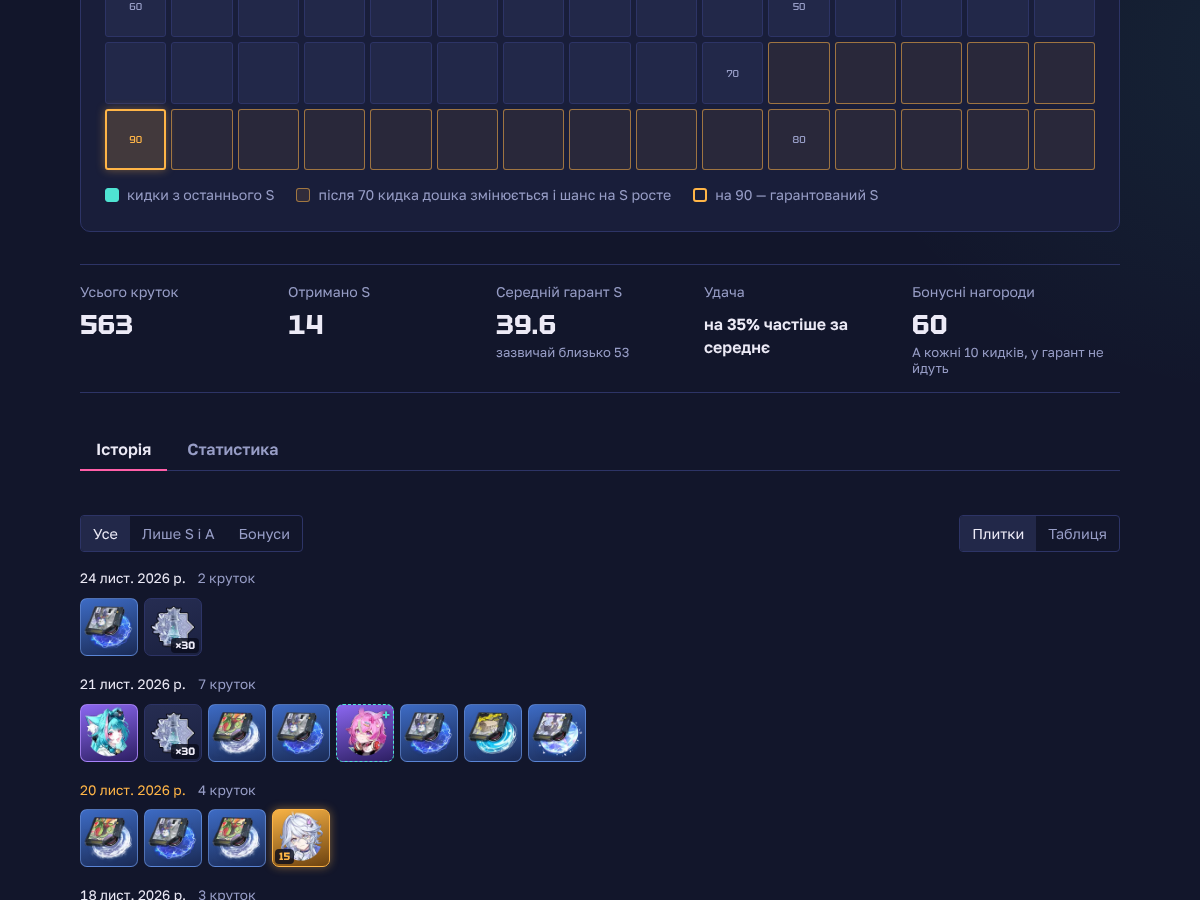 60 50
70
90 80
кидки з останнього S після 70 кидка дошка змінюється і шанс на S росте на 90 — гарантований S
Усього круток Отримано S Середній гарант S Удача Бонусні нагороди
563 14 39.6 на 35% частіше за 60
середнє
зазвичай близько 53 А кожні 10 кидків, у гарант не
йдуть
Історія Статистика
Усе Лише S і A Бонуси Плитки Таблиця
24 лист. 2026 р. 2 круток
×30
21 лист. 2026 р. 7 круток
×30 +
20 лист. 2026 р. 4 круток
15
18 лист. 2026 р. 3 круток